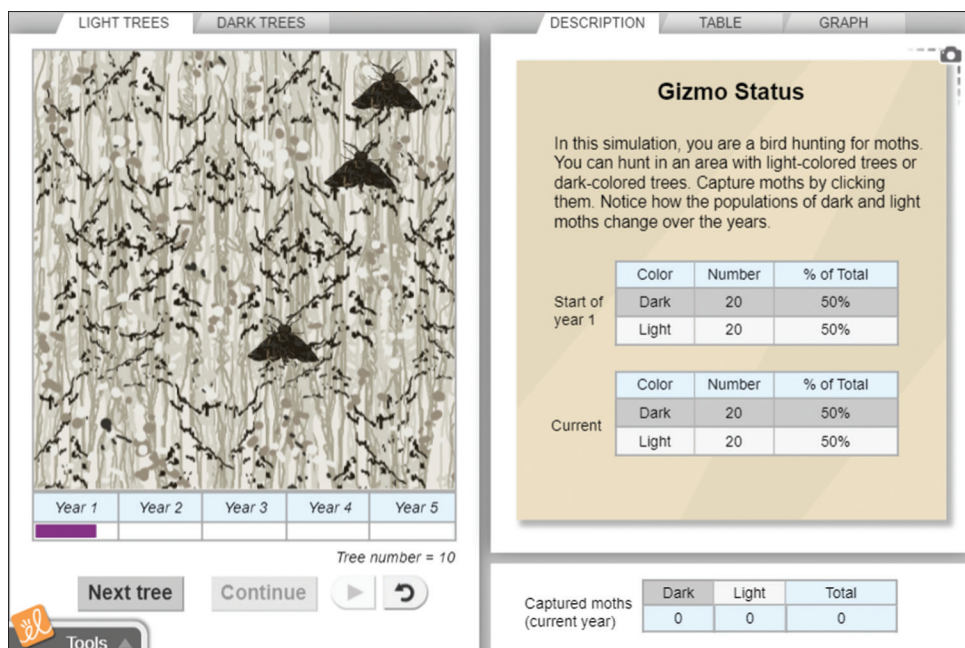 LIGHT TREES DARK TREES
DESCRIPTION TABLE GRAPH
Gizmo Status
In this simulation, you are a bird hunting for moths.
You can hunt in an area with light-colored trees or
dark-colored trees. Capture moths by clicking
them. Notice how the populations of dark and light
moths change over the years.
Start of
year 1
Color Number % of Total
Dark 20 50%
Light 20 50%
Current
Color Number % of Total
Dark 20 50%
Light 20 50%
Year 1 Year 2 Year 3 Year 4 Year 5
Tree number = 10
Next tree Continue
Tools
Captured moths
(current year)
Dark Light Total
0 0 0